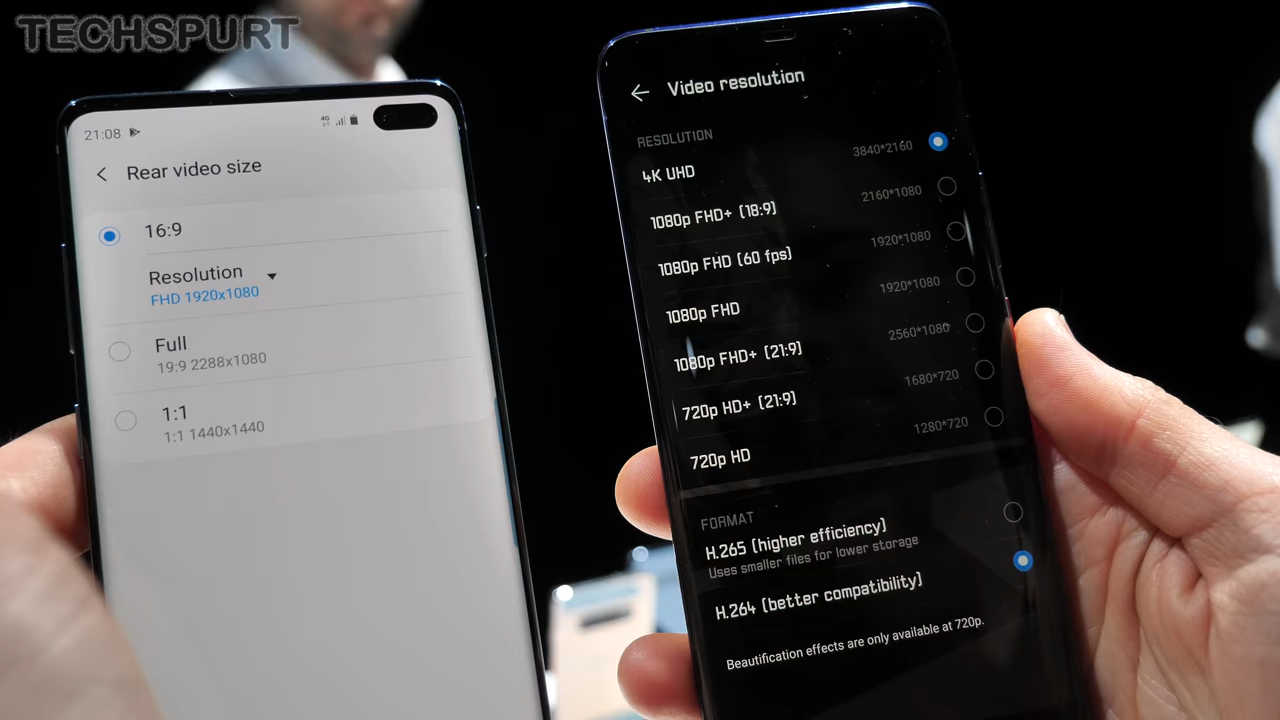 TECHSPURT
21:08
4G
Rear video size
16:9
Resolution
FHD 1920x1080
Full
19:9 2288x1080
1:1
1:1 1440x1440
Video resolution
RESOLUTION
4K UHD 3840*2160
1080p FHD+ (18:9) 2160*1080
1080p FHD (60 fps) 1920*1080
1080p FHD 1920*1080
1080p FHD+ (21:9) 2560*1080
720p HD+ (21:9) 1680*720
720p HD 1280*720
FORMAT
H.265 (higher efficiency)
Uses smaller files for lower storage
H.264 (better compatibility)
Beautification effects are only available at 720p.